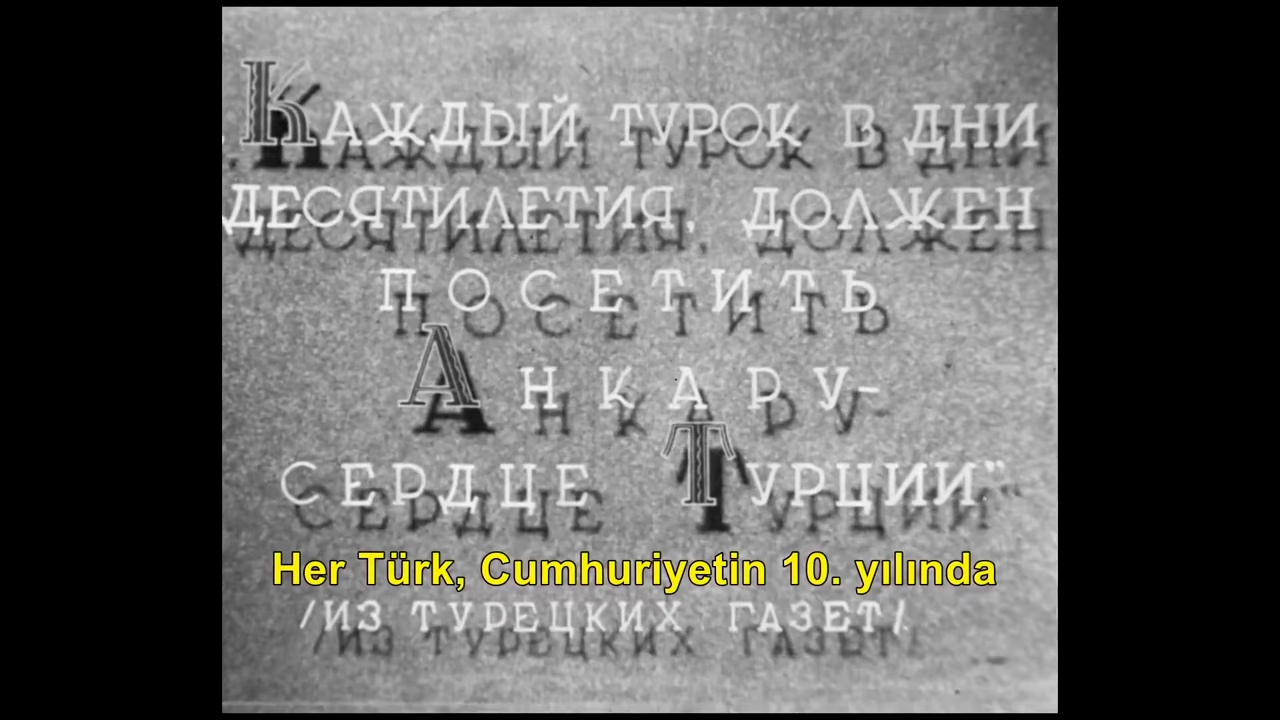 КАЖДЫЙ ТУРОК В ДНИ
ДЕСЯТИЛЕТИЯ, ДОЛЖЕН
ПОСЕТИТЬ
АНКАРУ-
СЕРДЦЕ ТУРЦИИ"
Her Türk, Cumhuriyetin 10. yılında
/ИЗ ТУРЕЦКИХ ГАЗЕТ/